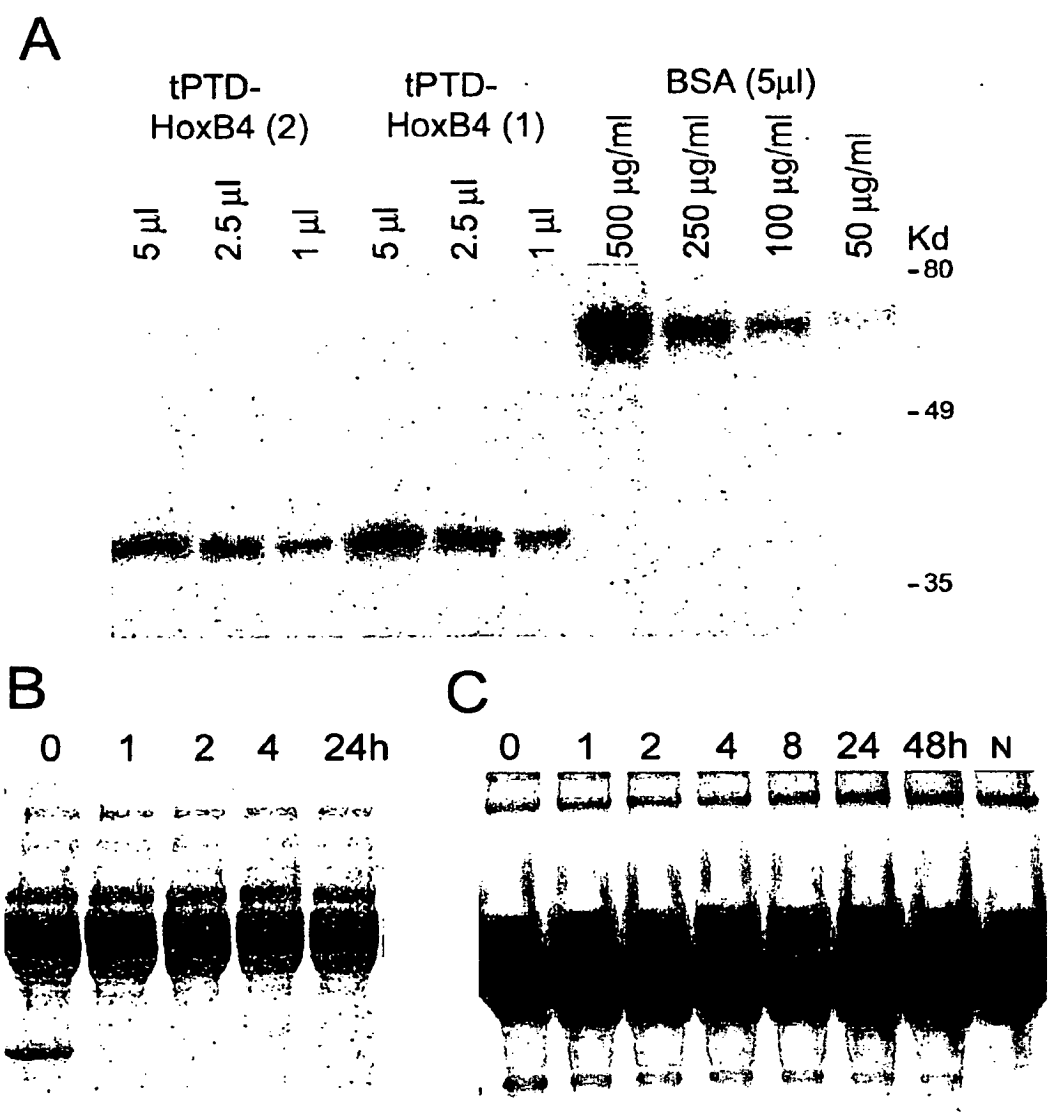 A
tPTD-
HoxB4 (2)
tPTD-
HoxB4 (1)
BSA (5µl)
5 µl
2.5 µl
1 µl
5 µl
2.5 µl
1 µl
500 µg/ml
250 µg/ml
100 µg/ml
50 µg/ml
Kd
-80
-49
-35
B
0 1 2 4 24h
C
0 1 2 4 8 24 48h N